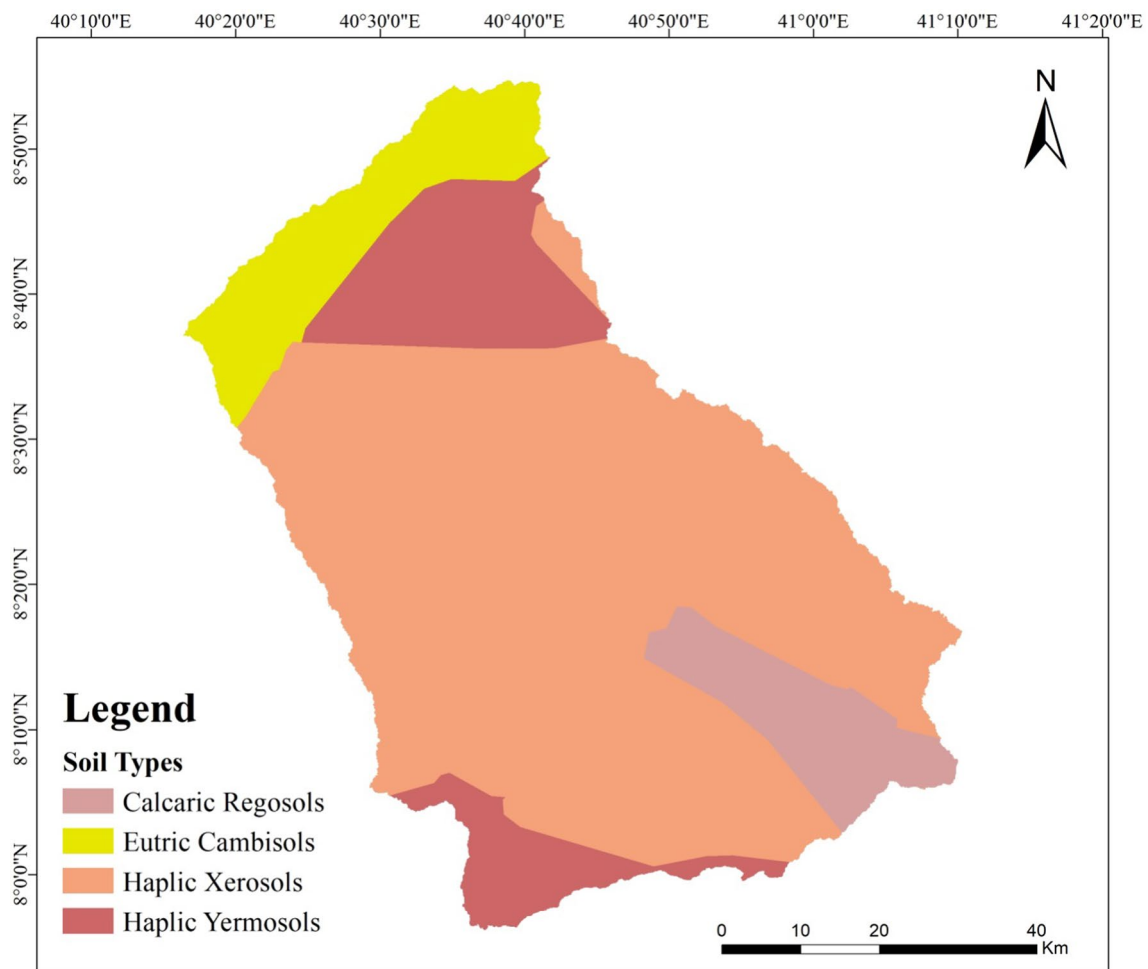 40°10'0"E 40°20'0"E 40°30'0"E 40°40'0"E 40°50'0"E 41°0'0"E 41°10'0"E 41°20'0"E
N
8°50'0"N
8°40'0"N
8°30'0"N
8°20'0"N
8°10'0"N
8°0'0"N
Legend
Soil Types
Calcaric Regosols
Eutric Cambisols
Haplic Xerosols
Haplic Yermosols
0 10 20 40
Km